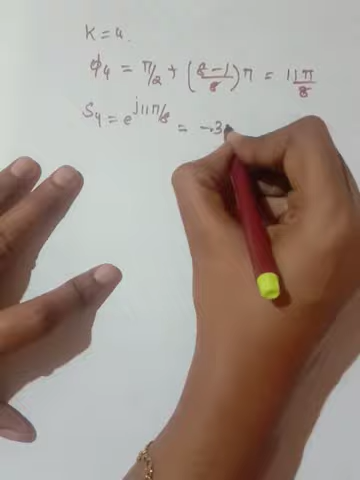 K=4.
ϕ4 = π/2 + (8-1/8)π = 11π/8
S4 = e^j11π/8 = -.3